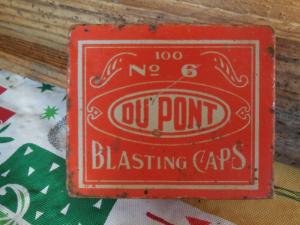 100
No 6
DU PONT
BLASTING CAPS